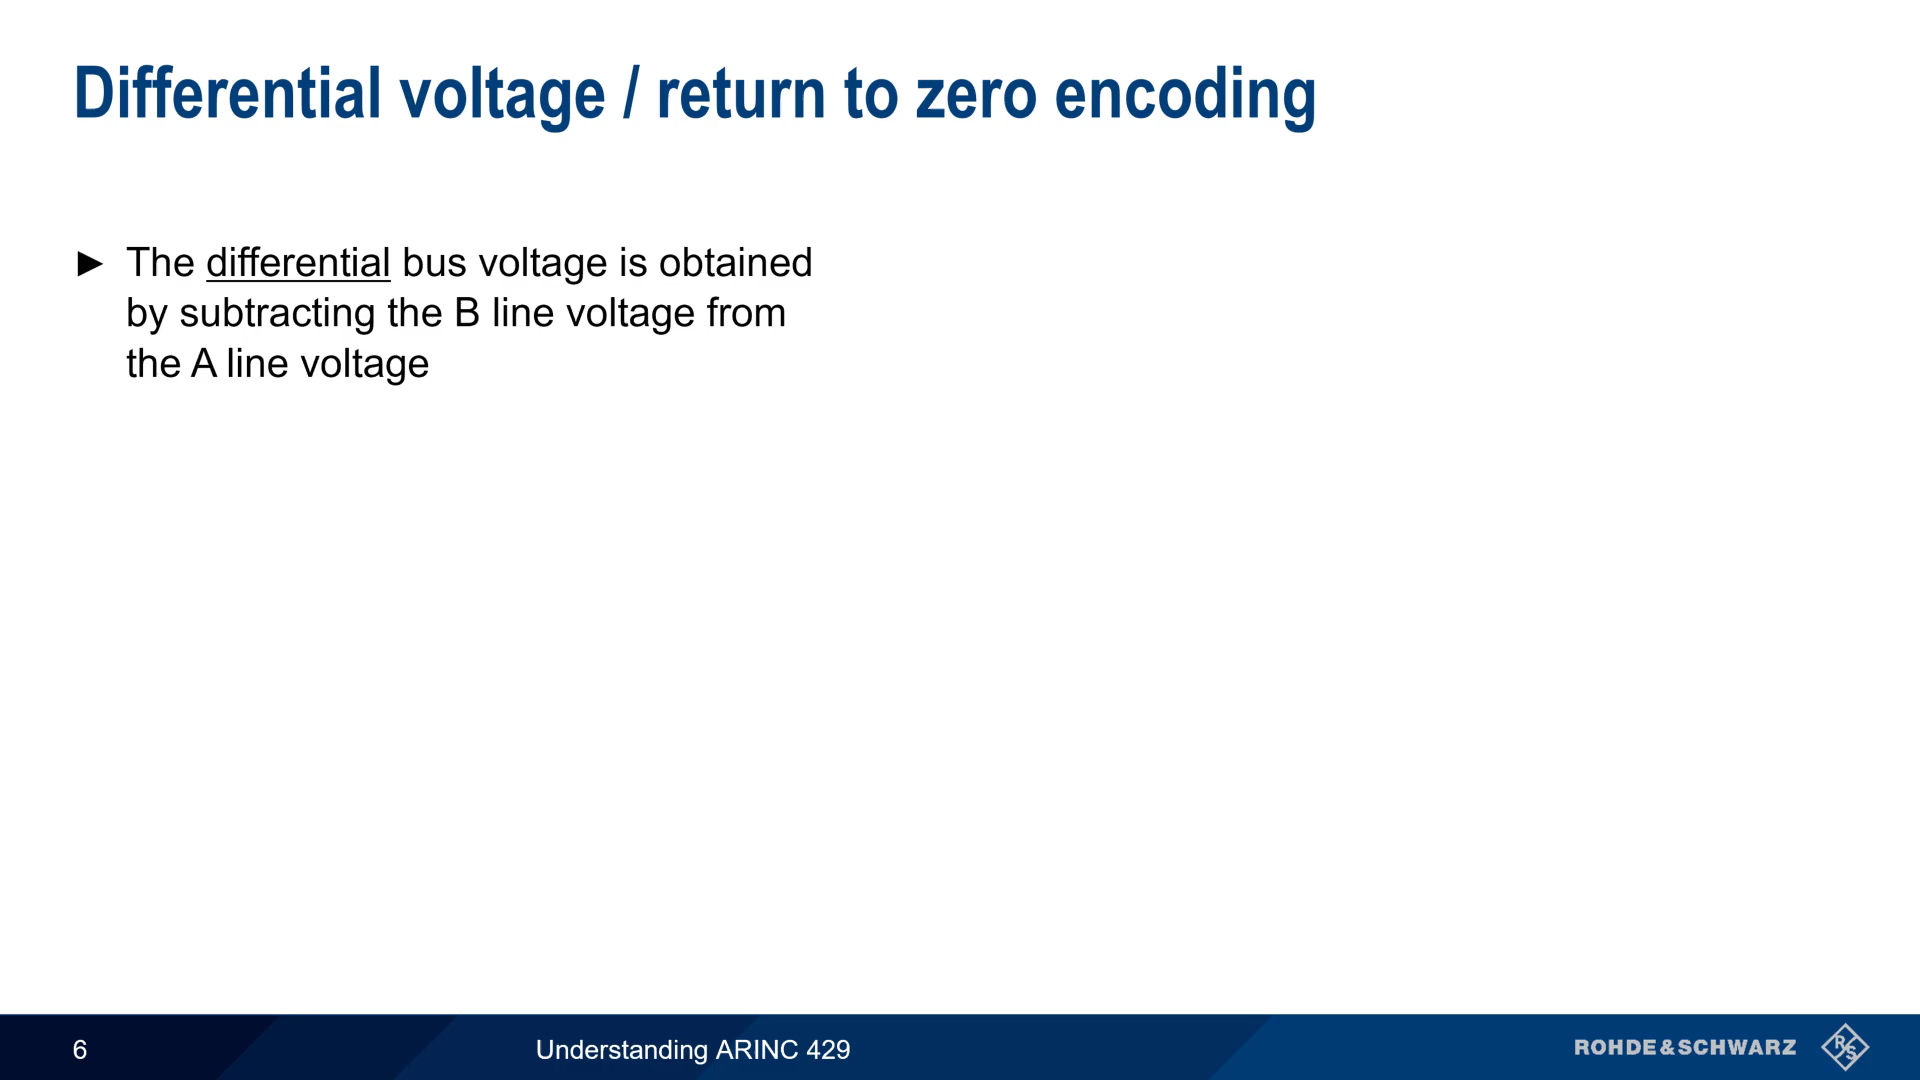 Differential voltage / return to zero encoding
► The differential bus voltage is obtained
by subtracting the B line voltage from
the A line voltage
6
Understanding ARINC 429
ROHDE&SCHWARZ
R&S